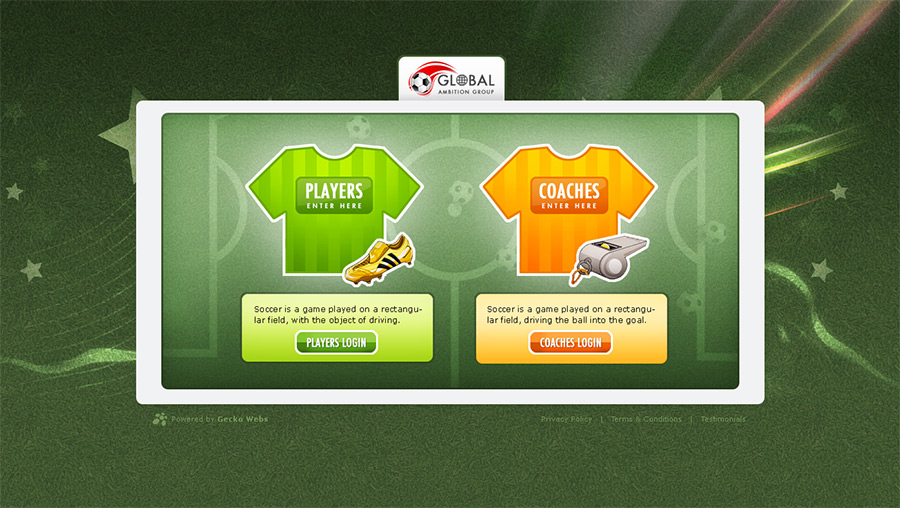 GLOBAL
AMBITION GROUP
PLAYERS
ENTER HERE
COACHES
ENTER HERE
Soccer is a game played on a rectangu-
lar field, with the object of driving.
PLAYERS LOGIN
Soccer is a game played on a rectangu-
lar field, driving the ball into the goal.
COACHES LOGIN
Powered by Gecko Webs
Privacy Policy | Terms & Conditions | Testimonials